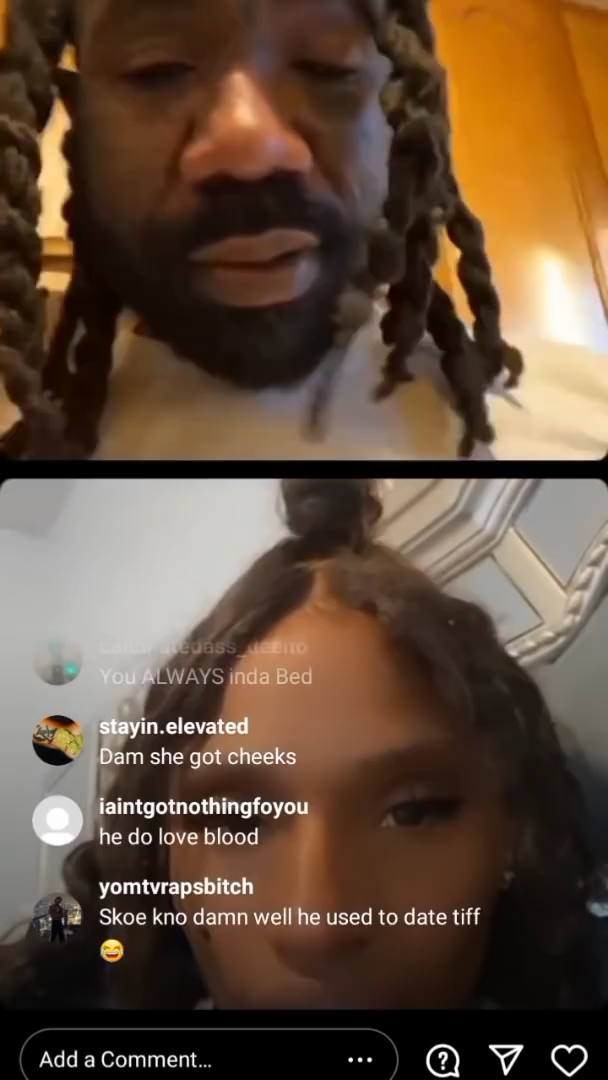 You ALWAYS inda Bed
stayin.elevated
Dam she got cheeks
iaintgotnothingfoyou
he do love blood
yomtvrapsbitch
Skoe kno damn well he used to date tiff
😂
Add a Comment...